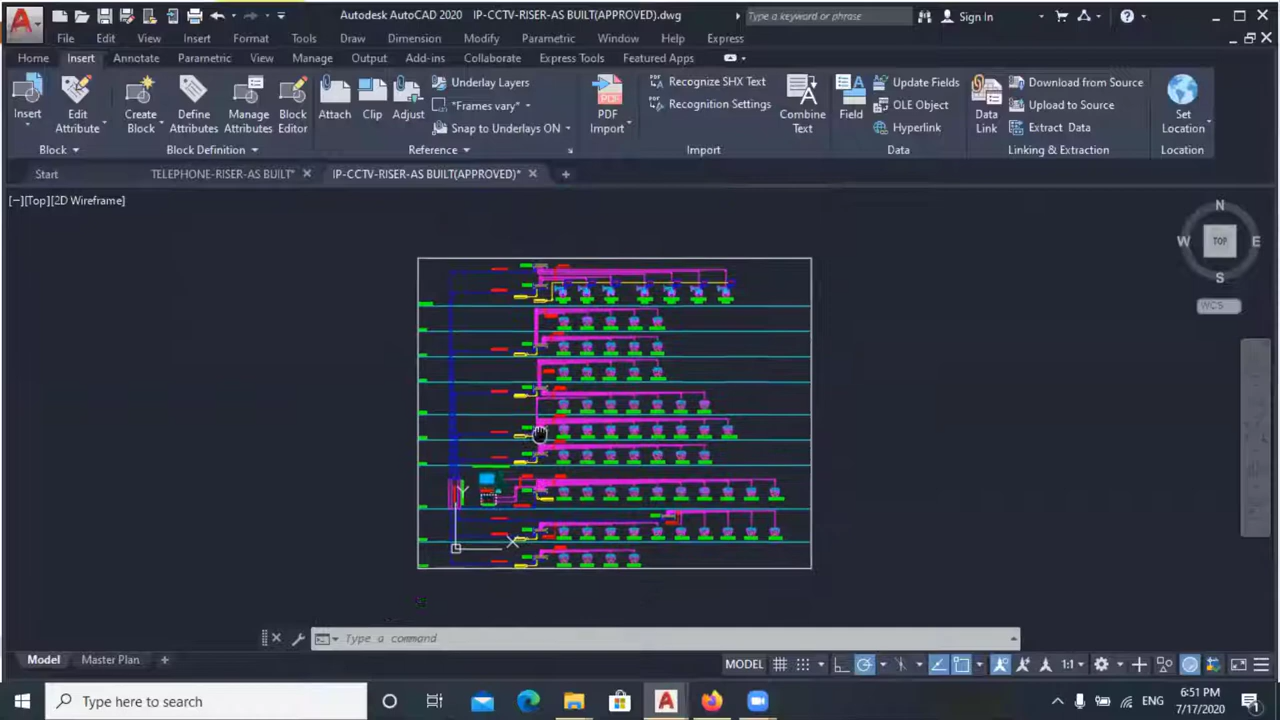 Autodesk AutoCAD 2020 IP-CCTV-RISER-AS BUILT(APPROVED).dwg Type a keyword or phrase Sign In
File Edit View Insert Format Tools Draw Dimension Modify Parametric Window Help Express
Home Insert Annotate Parametric View Manage Output Add-ins Collaborate Express Tools Featured Apps
Insert Edit Attribute Create Block Define Attributes Manage Attributes Block Editor Attach Clip Adjust
Underlay Layers
*Frames vary*
Snap to Underlays ON
PDF Import
Recognize SHX Text
Recognition Settings
Combine Text
Field
Update Fields
OLE Object
Hyperlink
Data Link
Download from Source
Upload to Source
Extract Data
Set Location
Block Block Definition Reference Import Data Linking & Extraction Location
Start TELEPHONE-RISER-AS BUILT* IP-CCTV-RISER-AS BUILT(APPROVED)*
[−][Top][2D Wireframe]
N
W TOP E
S
WCS
Y
X
Type a command
Model Master Plan MODEL 1:1
Type here to search ENG 6:51 PM
7/17/2020
1